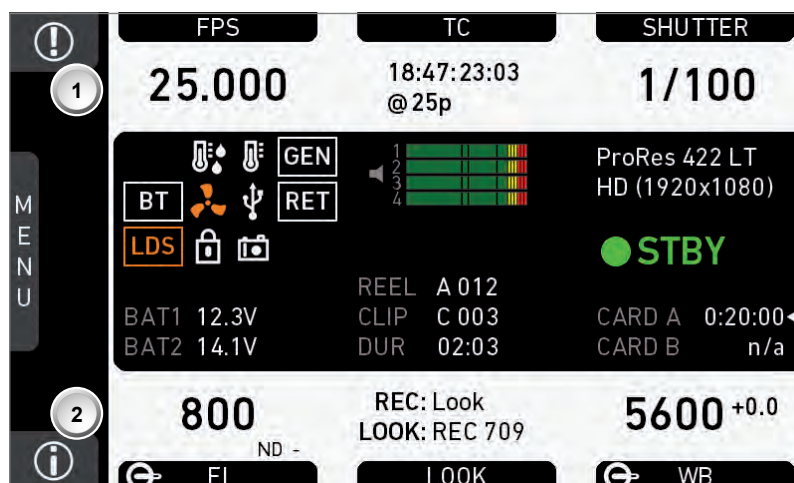 FPS TC SHUTTER
1
25.000 18:47:23:03 1/100
@ 25p
GEN
BT RET
LDS
1
2
3
4
ProRes 422 LT
HD (1920x1080)
STBY
MENU
REEL A 012
BAT1 12.3V CLIP C 003 CARD A 0:20:00
BAT2 14.1V DUR 02:03 CARD B n/a
2
800 REC: Look 5600 +0.0
ND - LOOK: REC 709
EI LOOK WB